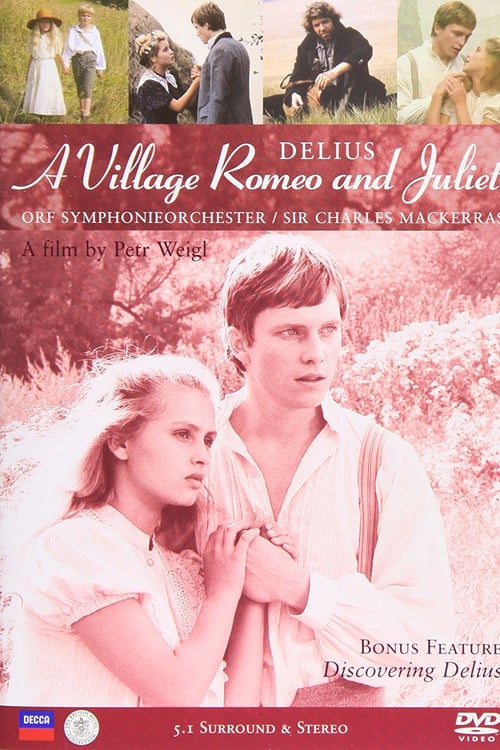 DELIUS
A Village Romeo and Juliet
ORF SYMPHONIEORCHESTER / SIR CHARLES MACKERRAS
A film by Petr Weigl
BONUS FEATURE
Discovering Delius
DECCA
5.1 SURROUND & STEREO
DVD
VIDEO